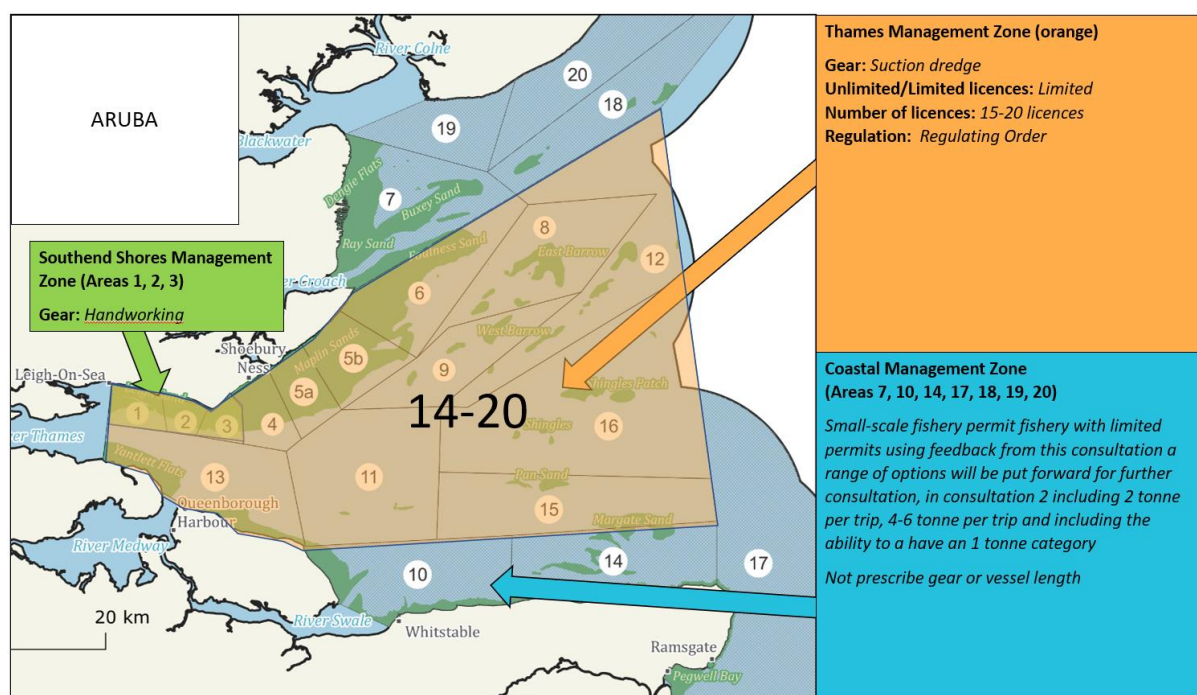 ARUBA
River Colne
Blackwater
20
18
19
Dengie Flats
7
Buxey Sand
Ray Sand
Foulness Sand
er Croach
8
East Barrow
12
6
West Barrow
Maplin Sands
5b
9
5a
Shoebury
Ness
Leigh-On-Sea
1
2
3
4
14-20
Shingles Patch
Shingles
16
er Thames
Yantlett Flats
13
11
Pan Sand
15
Queenborough
Harbour
River Medway
Margate Sand
10
14
17
20 km
River Swale
Whitstable
Ramsgate
Pegwell Bay
Southend Shores Management
Zone (Areas 1, 2, 3)
Gear: Handworking
Thames Management Zone (orange)
Gear: Suction dredge
Unlimited/Limited licences: Limited
Number of licences: 15-20 licences
Regulation: Regulating Order
Coastal Management Zone
(Areas 7, 10, 14, 17, 18, 19, 20)
Small-scale fishery permit fishery with limited
permits using feedback from this consultation a
range of options will be put forward for further
consultation, in consultation 2 including 2 tonne
per trip, 4-6 tonne per trip and including the
ability to a have an 1 tonne category
Not prescribe gear or vessel length